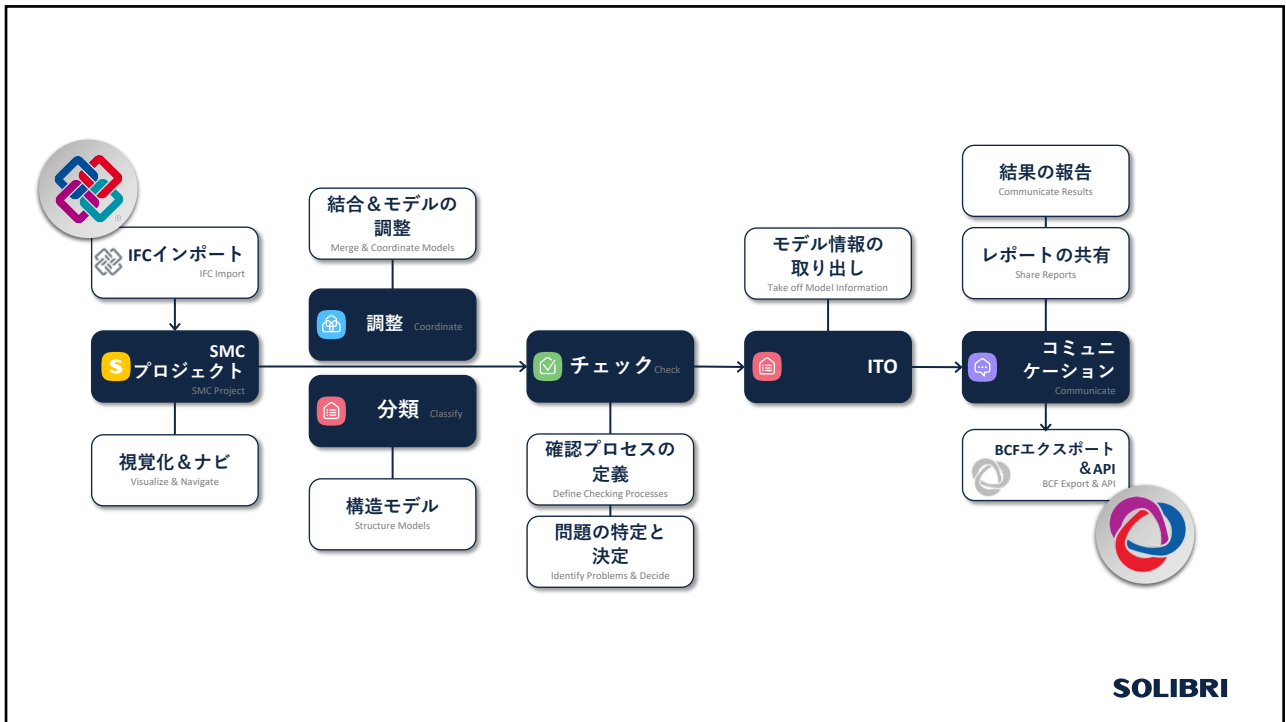 IFCインポート
IFC Import
SMC
プロジェクト
SMC Project
視覚化&ナビ
Visualize & Navigate
結合&モデルの
調整
Merge & Coordinate Models
調整 Coordinate
分類 Classify
構造モデル
Structure Models
チェック Check
確認プロセスの
定義
Define Checking Processes
問題の特定と
決定
Identify Problems & Decide
モデル情報の
取り出し
Take off Model Information
ITO
結果の報告
Communicate Results
レポートの共有
Share Reports
コミュニ
ケーション
Communicate
BCFエクスポート
&API
BCF Export & API
SOLIBRI